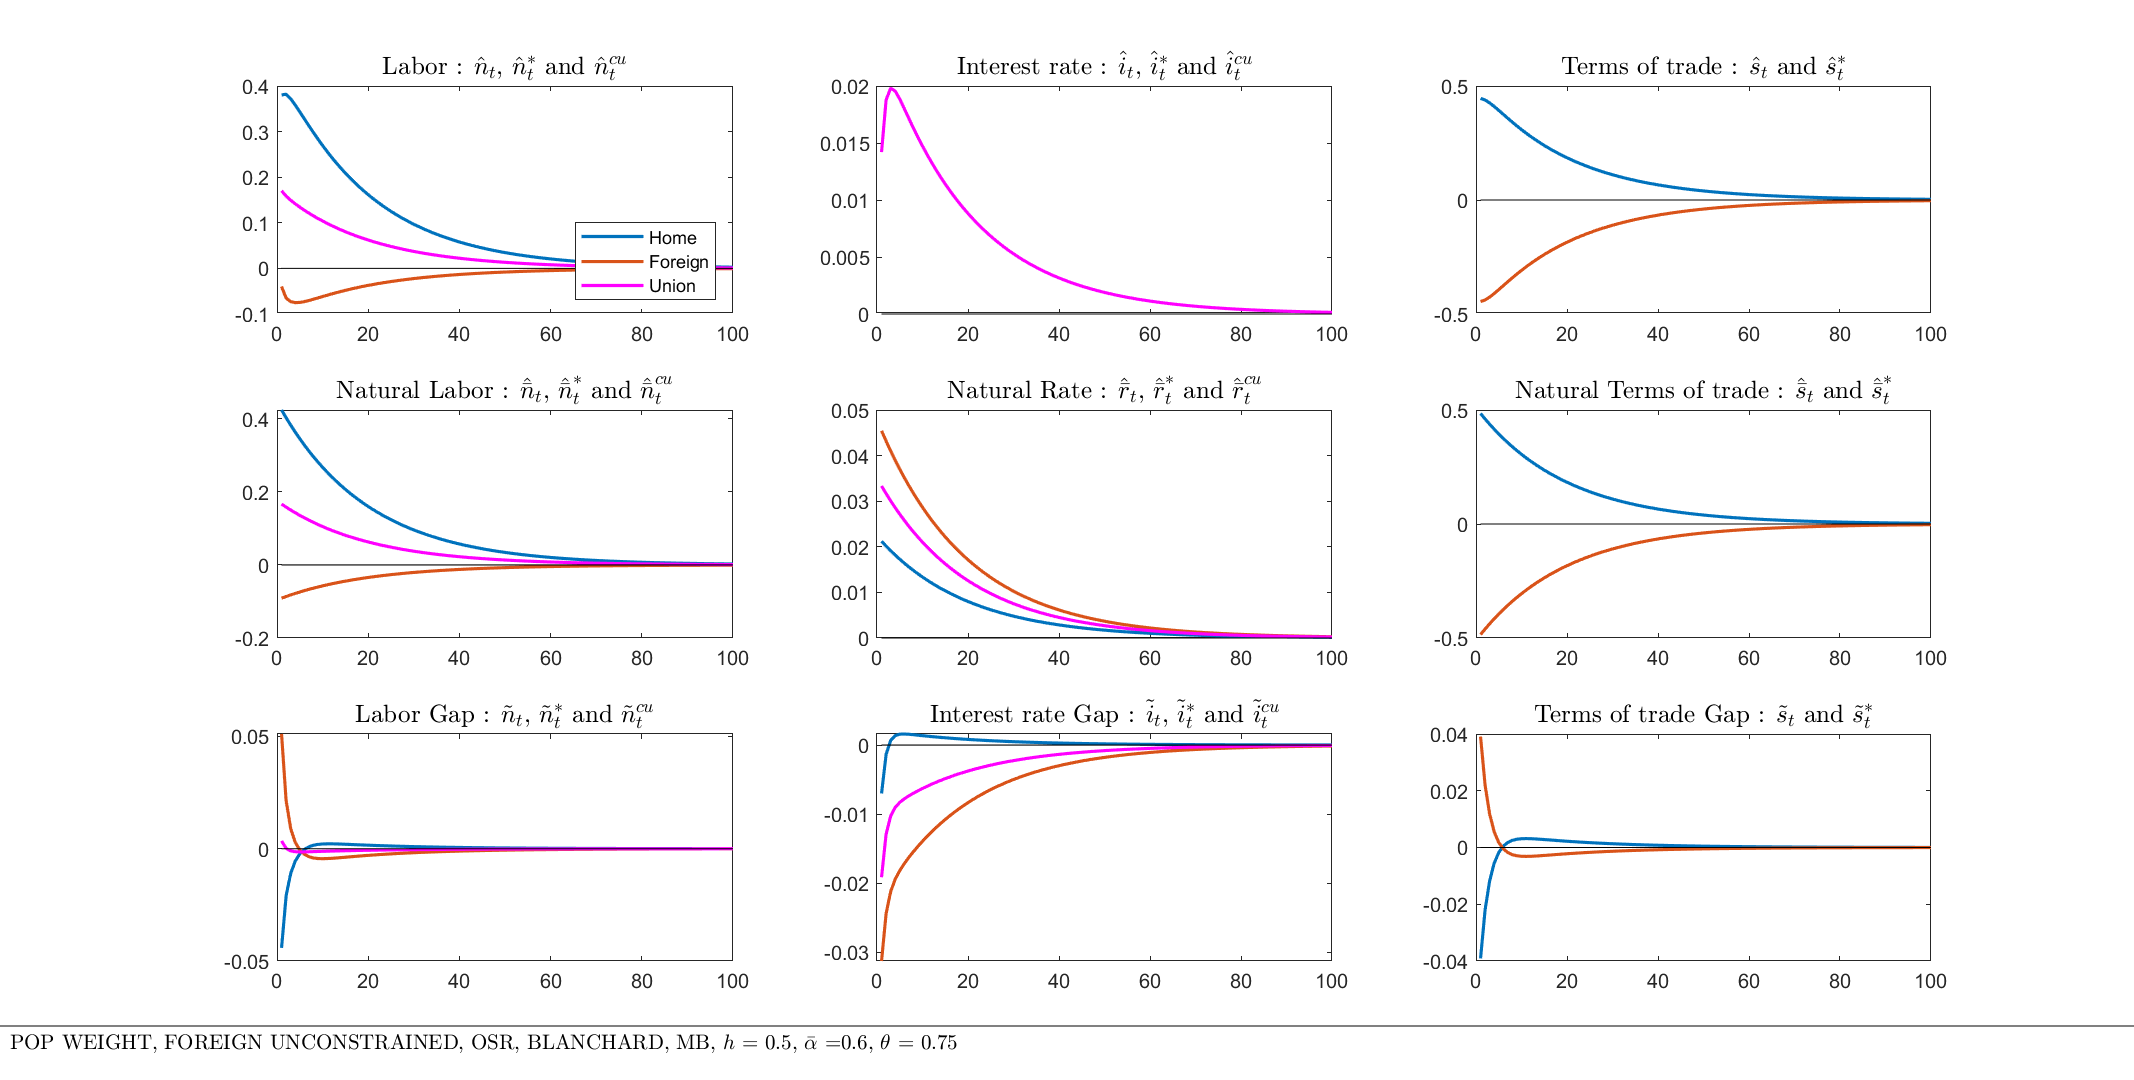 Labor : n̂ₜ, n̂ₜ* and n̂ₜᶜᵘ
Interest rate : îₜ, îₜ* and îₜᶜᵘ
Terms of trade : ŝₜ and ŝₜ*
0.4
0.3
0.2
0.1
0
-0.1
0 20 40 60 80 100
Home
Foreign
Union
0.02
0.015
0.01
0.005
0
0 20 40 60 80 100
0.5
0
-0.5
0 20 40 60 80 100
Natural Labor : n̄̂ₜ, n̄̂ₜ* and n̄̂ₜᶜᵘ
Natural Rate : r̄̂ₜ, r̄̂ₜ* and r̄̂ₜᶜᵘ
Natural Terms of trade : s̄̂ₜ and s̄̂ₜ*
0.4
0.2
0
-0.2
0 20 40 60 80 100
0.05
0.04
0.03
0.02
0.01
0
0 20 40 60 80 100
0.5
0
-0.5
0 20 40 60 80 100
Labor Gap : ñₜ, ñₜ* and ñₜᶜᵘ
Interest rate Gap : ĩₜ, ĩₜ* and ĩₜᶜᵘ
Terms of trade Gap : s̃ₜ and s̃ₜ*
0.05
0
-0.05
0 20 40 60 80 100
0
-0.01
-0.02
-0.03
0 20 40 60 80 100
0.04
0.02
0
-0.02
-0.04
0 20 40 60 80 100
POP WEIGHT, FOREIGN UNCONSTRAINED, OSR, BLANCHARD, MB, h = 0.5, ᾱ =0.6, θ = 0.75